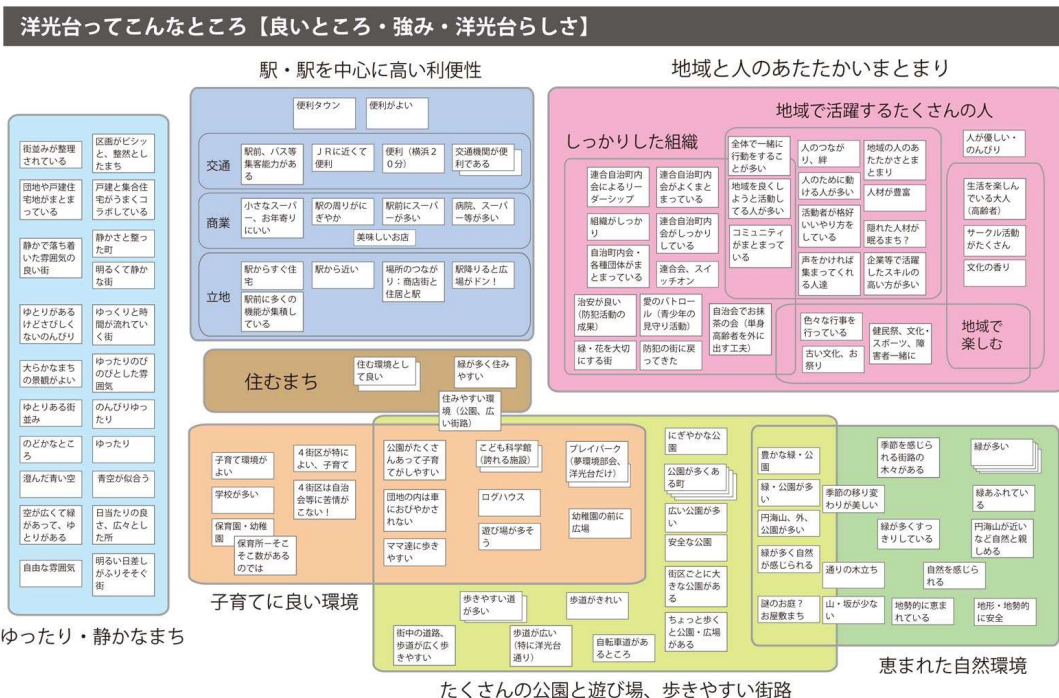 洋光台ってこんなところ【良いところ・強み・洋光台らしさ】
駅・駅を中心に高い利便性
便利タウン
便利がよい
交通
駅前、バス等
集客能力があ
る
ＪＲに近くて
便利
便利（横浜２
０分）
交通機関が便
利である
商業
小さなスーパ
ー、お年寄り
にいい
駅の周りがに
ぎやか
駅前にスーパ
ーが多い
病院、スーパ
ー等が多い
美味しいお店
立地
駅からすぐ住
宅
駅から近い
場所のつなが
り：商店街と
住居と駅
駅降りると広
場がドン！
駅前に多くの
機能が集積し
ている
地域と人のあたたかいまとまり
地域で活躍するたくさんの人
しっかりした組織
連合自治町内
会によるリー
ダーシップ
連合自治町内
会がよくまと
まっている
組織がしっか
り
連合自治町内
会がしっかり
している
自治町内会・
各種団体がま
とまっている
連合会、スイ
ッチオン
治安が良い
（防犯活動の
成果）
愛のパトロー
ル（青少年の
見守り活動）
自治会でお抹
茶の会（単身
高齢者を外に
出す工夫）
緑・花を大切
にする街
防犯の街に戻
ってきた
全体で一緒に
行動をするこ
とが多い
地域を良くし
ようと活動し
てる人が多い
コミュニティ
がまとまって
いる
人のつなが
り、絆
人のために動
ける人が多い
活動者が格好
いいやり方を
している
声をかければ
集まってくれ
る人達
地域の人のあ
たたかさとま
とまり
人材が豊富
隠れた人材が
眠るまち？
企業等で活躍
したスキルの
高い方が多い
人が優しい・
のんびり
生活を楽しん
でいる大人
（高齢者）
サークル活動
がたくさん
文化の香り
地域で
楽しむ
色々な行事を
行っている
古い文化、お
祭り
健民祭、文化・
スポーツ、障
害者一緒に
街並みが整理
されている
区画がビシッ
と、整然とし
たまち
団地や戸建住
宅地がまとま
っている
戸建と集合住
宅がうまくコ
ラボしている
静かで落ち着
いた雰囲気の
良い街
静かさと整っ
た町
明るくて静か
な街
ゆとりがある
けどさびしく
ないのんびり
ゆっくりと時
間が流れてい
く街
大らかなまち
の景観がよい
ゆったりのび
のびとした雰
囲気
ゆとりある街
並み
のんびりゆっ
たり
のどかなとこ
ろ
ゆったり
澄んだ青い空
青空が似合う
空が広くて緑
があって、ゆ
とりがある
日当たりの良
さ、広々とし
た所
自由な雰囲気
明るい日差し
がふりそそぐ
街
ゆったり・静かなまち
住むまち
住む環境とし
て良い
緑が多く住み
やすい
住みやすい環
境（公園、広
い街路）
子育て環境が
よい
４街区が特に
よい、子育て
学校が多い
４街区は自治
会等に苦情が
こない！
保育園・幼稚
園
保育所－そこ
そこ数がある
のでは
公園がたくさ
んあって子育
てがしやすい
こども科学館
（誇れる施設）
プレイパーク
（夢環境部会、
洋光台だけ）
団地の内は車
におびやかさ
れない
ログハウス
幼稚園の前に
広場
ママ達に歩き
やすい
遊び場が多そ
う
子育てに良い環境
歩きやすい道
が多い
歩道がきれい
街中の道路、
歩道が広く歩
きやすい
歩道が広い
（特に洋光台
通り）
自転車道があ
るところ
にぎやかな公
園
公園が多くあ
る町
広い公園が多
い
安全な公園
街区ごとに大
きな公園があ
る
ちょっと歩く
と公園・広場
がある
たくさんの公園と遊び場、歩きやすい街路
豊かな緑・公
園
緑・公園が多
い
円海山、外、
公園が多い
緑が多く自然
が感じられる
謎のお庭？
お屋敷まち
季節を感じら
れる街路の
木々がある
緑が多い
季節の移り変
わりが美しい
緑あふれてい
る
緑が多くすっ
きりしている
円海山が近い
など自然と親
しめる
通りの木立ち
自然を感じら
れる
山・坂が少な
い
地勢的に恵ま
れている
地形・地勢的
に安全
恵まれた自然環境